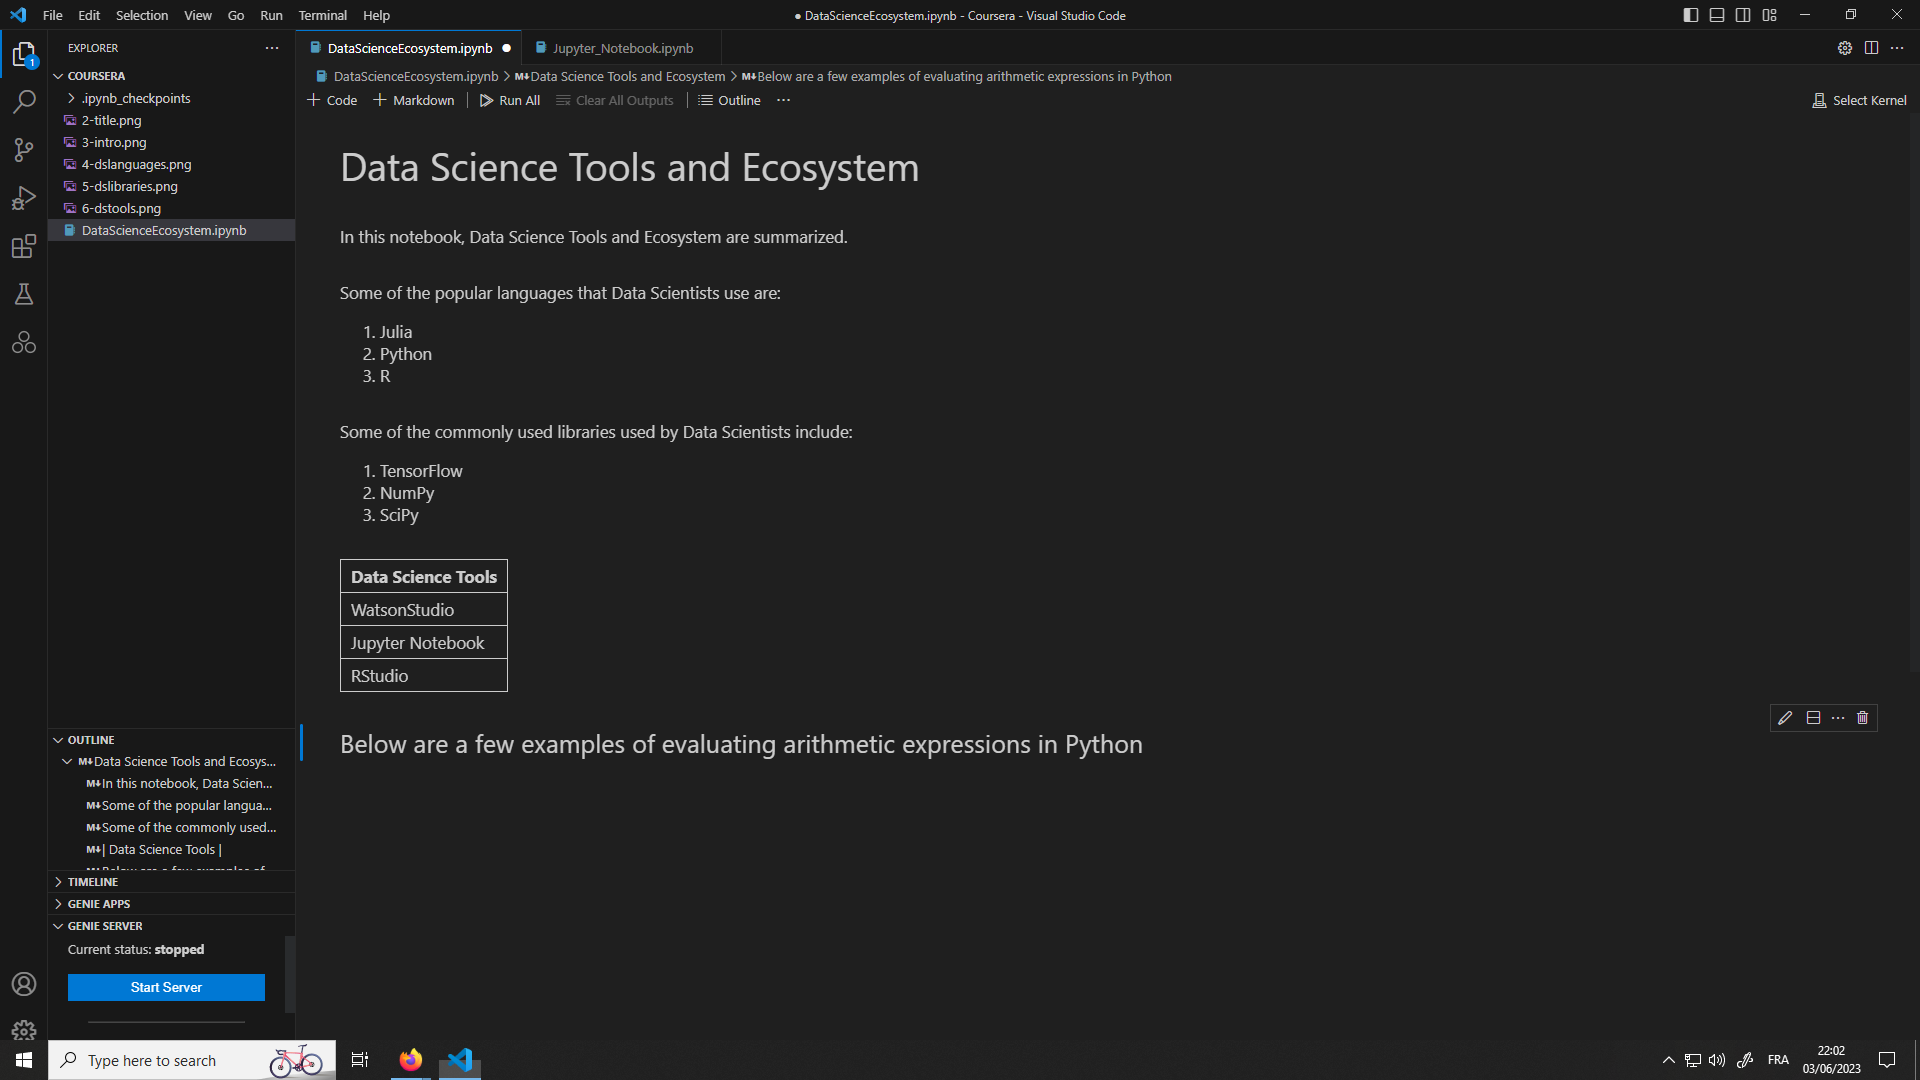 File Edit Selection View Go Run Terminal Help
● DataScienceEcosystem.ipynb - Coursera - Visual Studio Code
EXPLORER
1
COURSERA
.ipynb_checkpoints
2-title.png
3-intro.png
4-dslanguages.png
5-dslibraries.png
6-dstools.png
DataScienceEcosystem.ipynb
OUTLINE
M↓Data Science Tools and Ecosys...
M↓In this notebook, Data Scien...
M↓Some of the popular langua...
M↓Some of the commonly used...
M↓| Data Science Tools |
TIMELINE
GENIE APPS
GENIE SERVER
Current status: stopped
Start Server
DataScienceEcosystem.ipynb ● Jupyter_Notebook.ipynb
DataScienceEcosystem.ipynb > M↓Data Science Tools and Ecosystem > M↓Below are a few examples of evaluating arithmetic expressions in Python
+ Code + Markdown Run All Clear All Outputs Outline ... Select Kernel
Data Science Tools and Ecosystem
In this notebook, Data Science Tools and Ecosystem are summarized.
Some of the popular languages that Data Scientists use are:
1. Julia
2. Python
3. R
Some of the commonly used libraries used by Data Scientists include:
1. TensorFlow
2. NumPy
3. SciPy
Data Science Tools
WatsonStudio
Jupyter Notebook
RStudio
Below are a few examples of evaluating arithmetic expressions in Python
Type here to search
FRA
22:02
03/06/2023